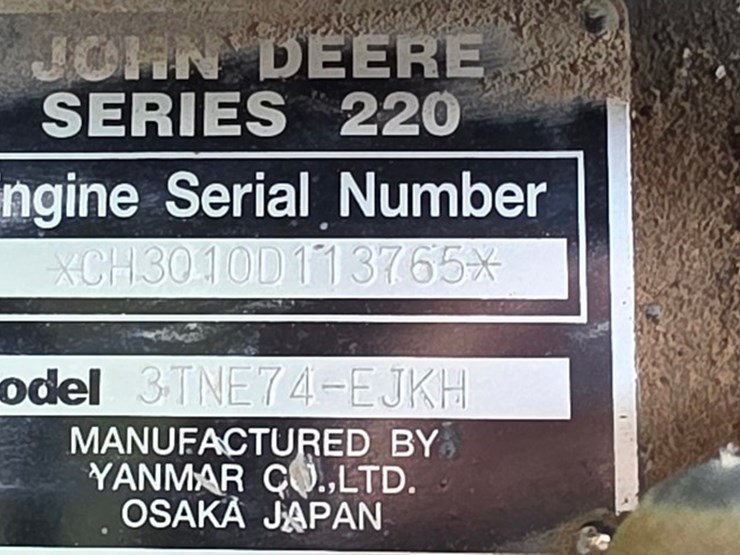 JOHN DEERE
SERIES 220
ngine Serial Number
*CH3010D113765*
odel 3TNE74-EJKH
MANUFACTURED BY
YANMAR CO.,LTD.
OSAKA JAPAN